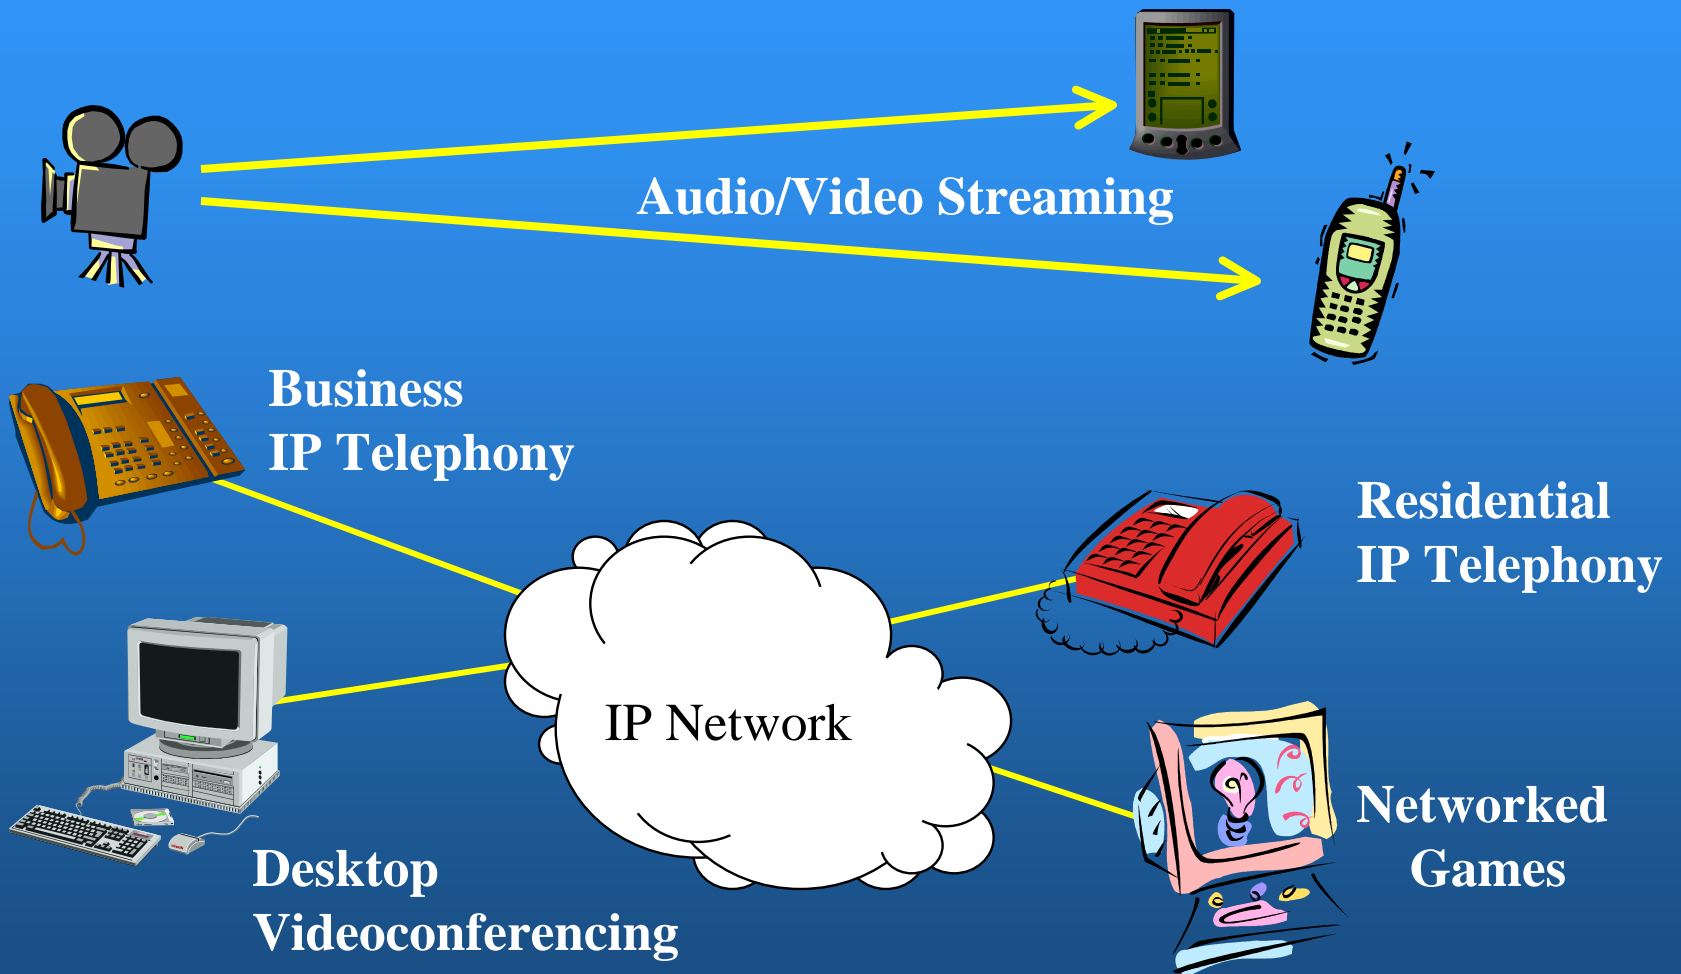 Audio/Video Streaming
Business
IP Telephony
Residential
IP Telephony
IP Network
Networked
Games
Desktop
Videoconferencing